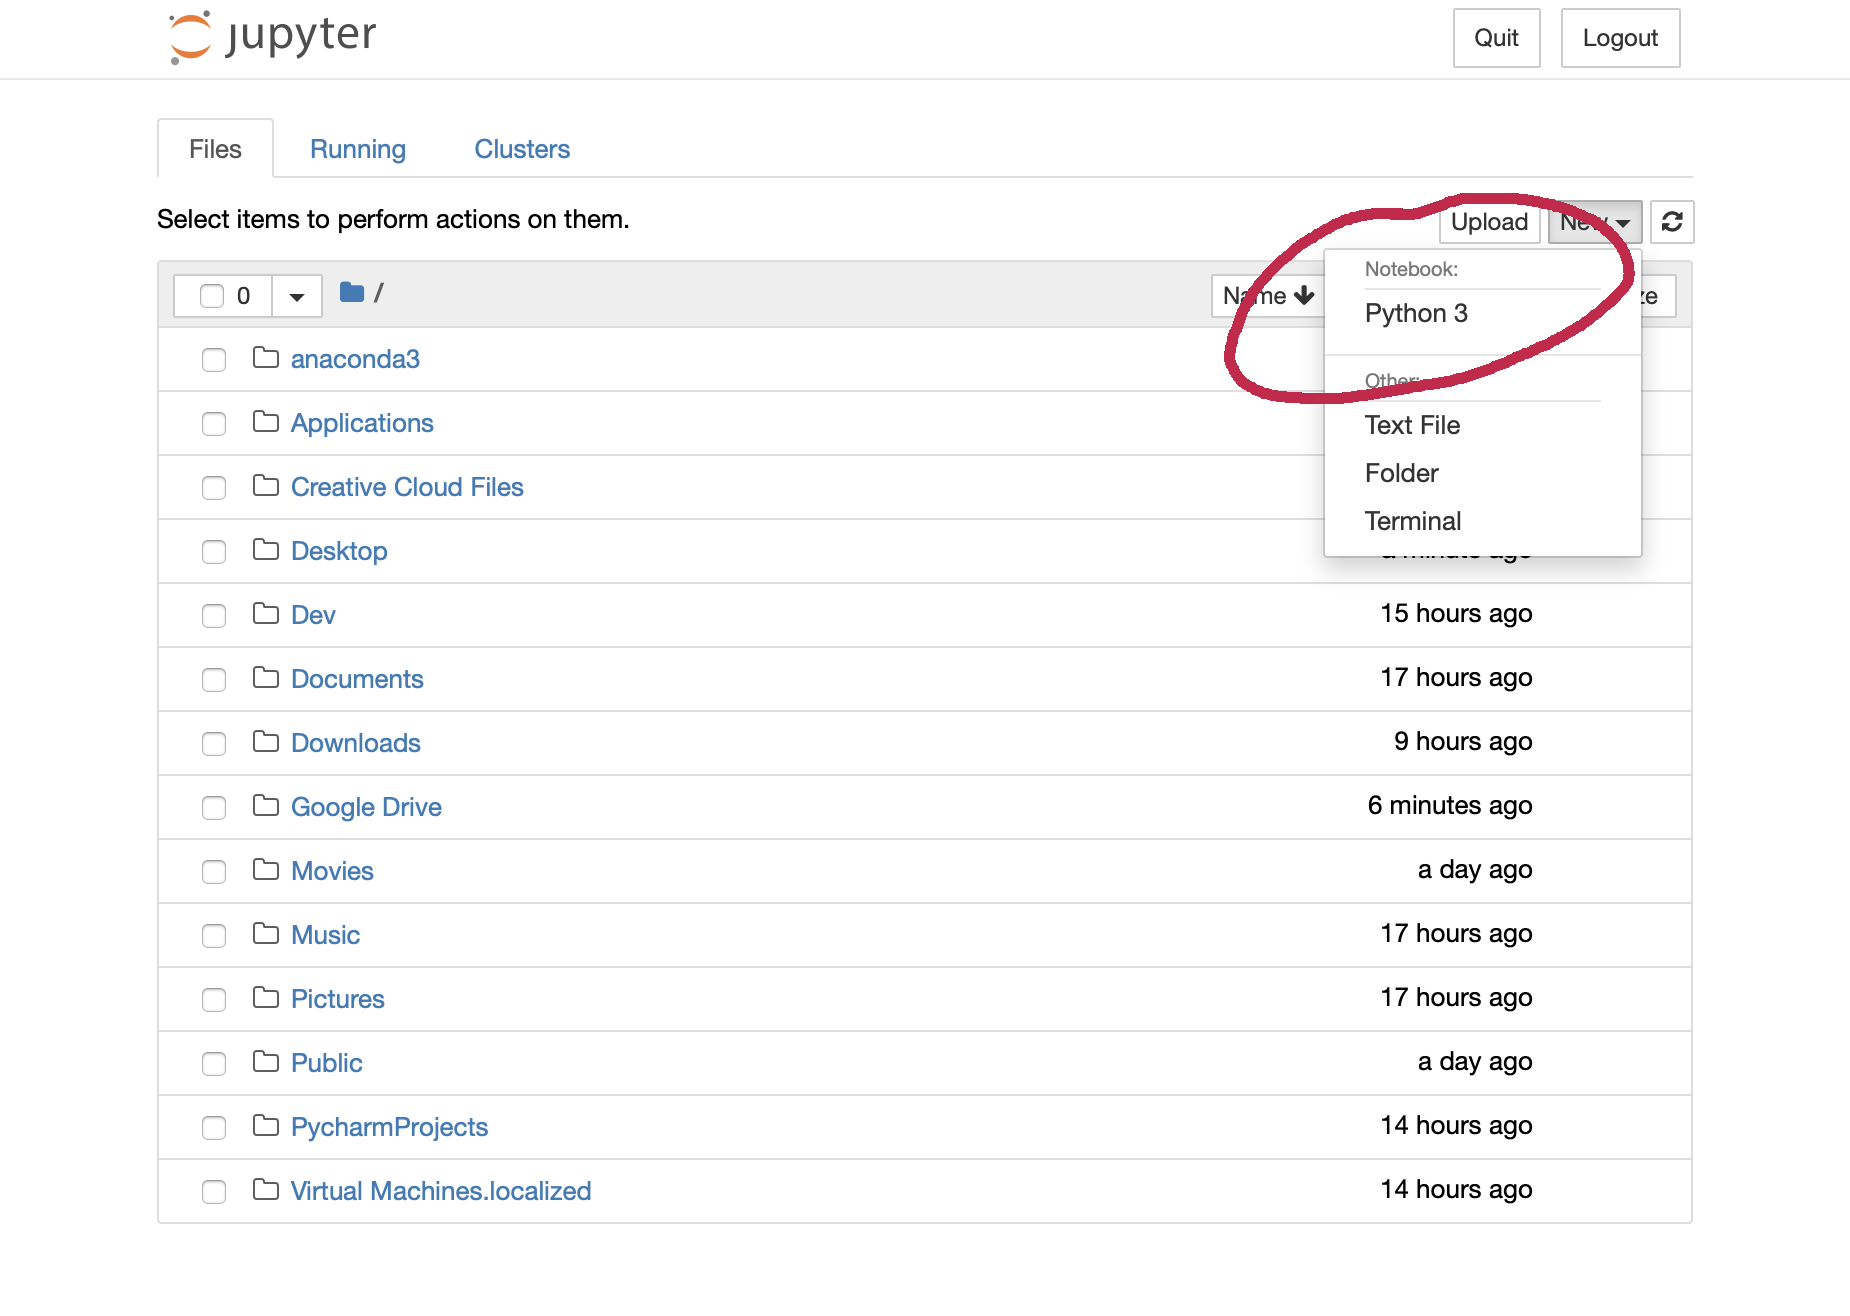 jupyter
Quit
Logout
Files
Running
Clusters
Select items to perform actions on them.
Upload
New
0
/
Name
Notebook:
Python 3
Other:
Text File
Folder
Terminal
anaconda3
Applications
Creative Cloud Files
Desktop
Dev
15 hours ago
Documents
17 hours ago
Downloads
9 hours ago
Google Drive
6 minutes ago
Movies
a day ago
Music
17 hours ago
Pictures
17 hours ago
Public
a day ago
PycharmProjects
14 hours ago
Virtual Machines.localized
14 hours ago